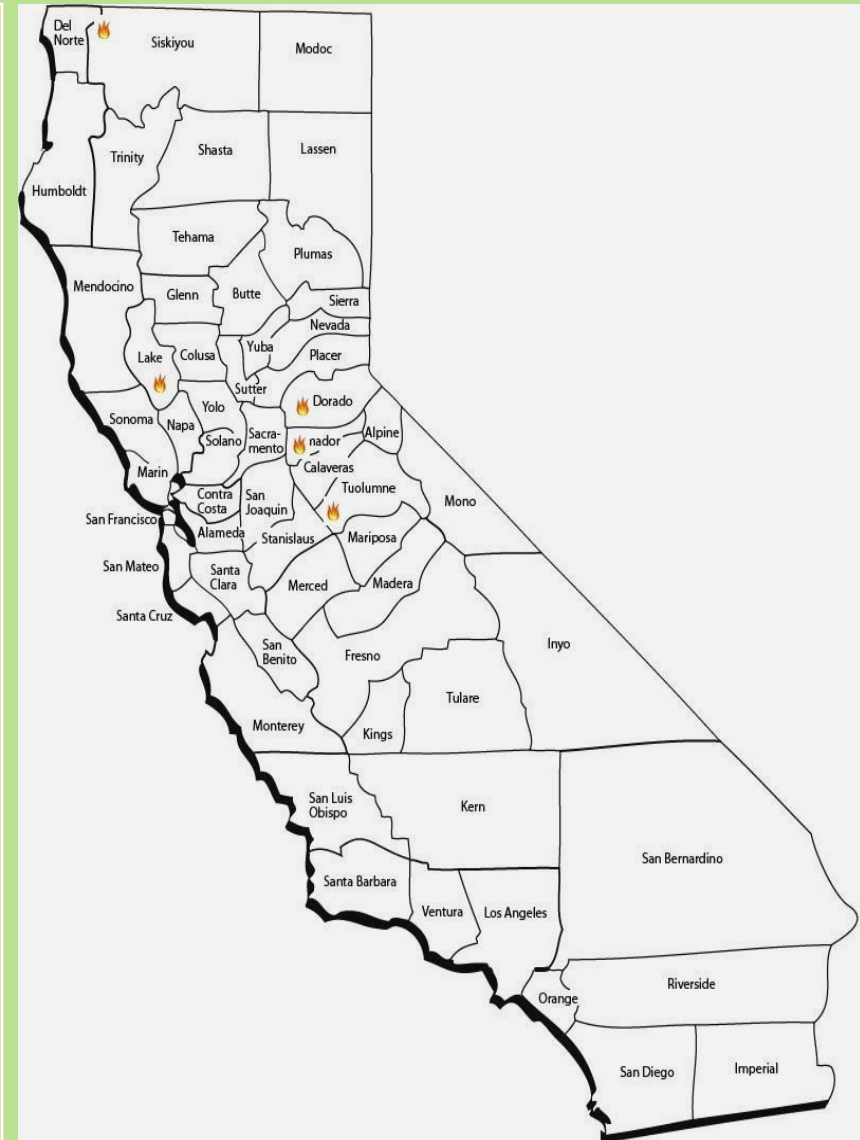 Del
Norte
Siskiyou
Modoc
Trinity
Shasta
Lassen
Humboldt
Tehama
Plumas
Mendocino
Glenn
Butte
Sierra
Nevada
Lake
Colusa
Yuba
Placer
Sutter
Dorado
Sonoma
Napa
Yolo
Solano
Sacra-
mento
nador
Alpine
Calaveras
Marin
Tuolumne
Mono
Contra
Costa
San
Joaquin
San Francisco
Alameda
Stanislaus
Mariposa
San Mateo
Santa
Clara
Merced
Madera
Santa Cruz
San
Benito
Fresno
Inyo
Tulare
Monterey
Kings
San Luis
Obispo
Kern
San Bernardino
Santa Barbara
Ventura
Los Angeles
Orange
Riverside
San Diego
Imperial